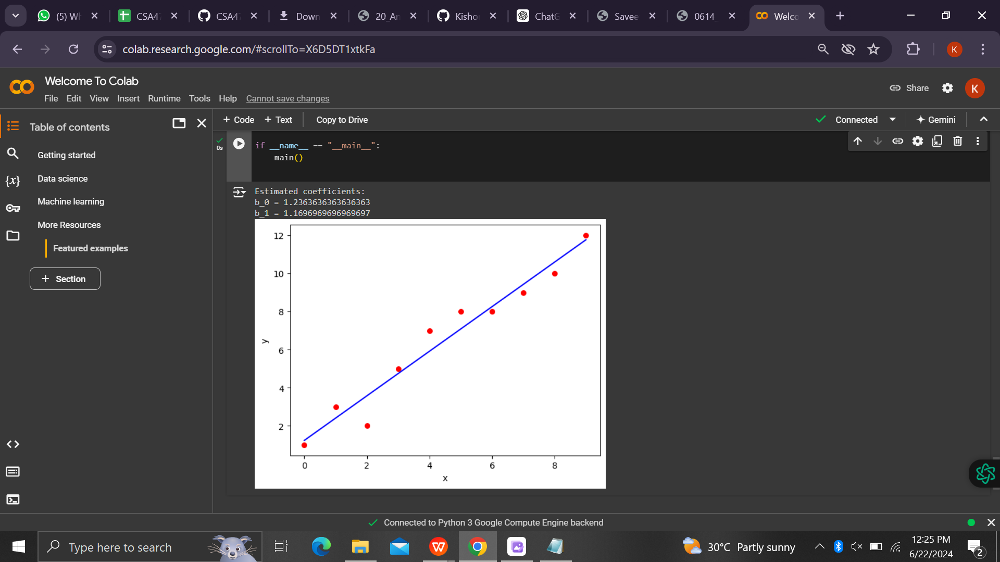 (5) Wh
CSA47
CSA47
Down
20_An
Kishor
ChatG
Savee
0614_
Welco
colab.research.google.com/#scrollTo=X6D5DT1xtkFa
K
Welcome To Colab
File Edit View Insert Runtime Tools Help Cannot save changes
Share
K
Table of contents
+ Code + Text Copy to Drive
Connected
Gemini
Getting started
Data science
Machine learning
More Resources
Featured examples
+ Section
{x}
0s
if __name__ == "__main__":
main()
Estimated coefficients:
b_0 = 1.2363636363636363
b_1 = 1.1696969696969697
12
10
8
6
4
2
y
0 2 4 6 8
x
Connected to Python 3 Google Compute Engine backend
Type here to search
W
30°C Partly sunny
12:25 PM
6/22/2024
2